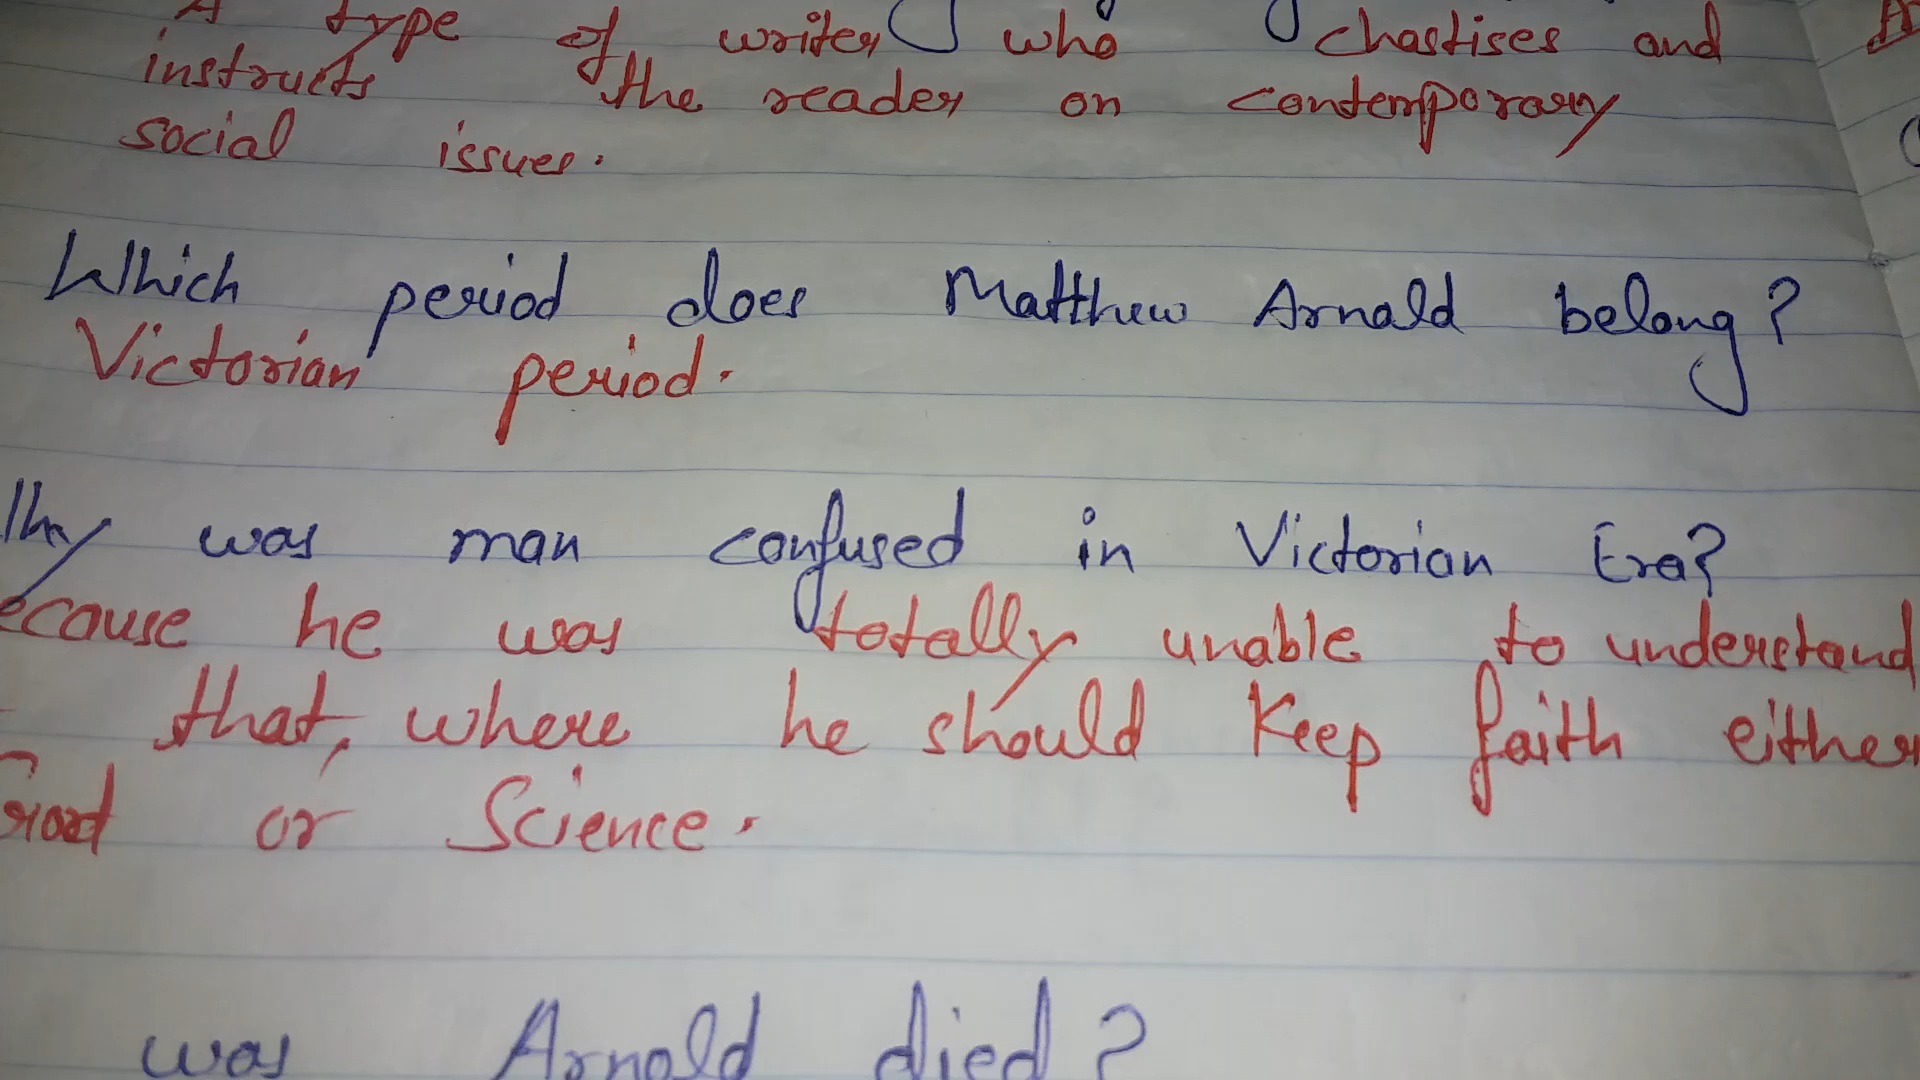 A type of writer who chastises and
instructs the reader on contemporary
social issues.
Which period does Matthew Arnold belong?
Victorian period.
Why was man confused in Victorian Era?
ecause he was totally unable to understand
that, where he should Keep faith either
or Science.
was Arnold died?